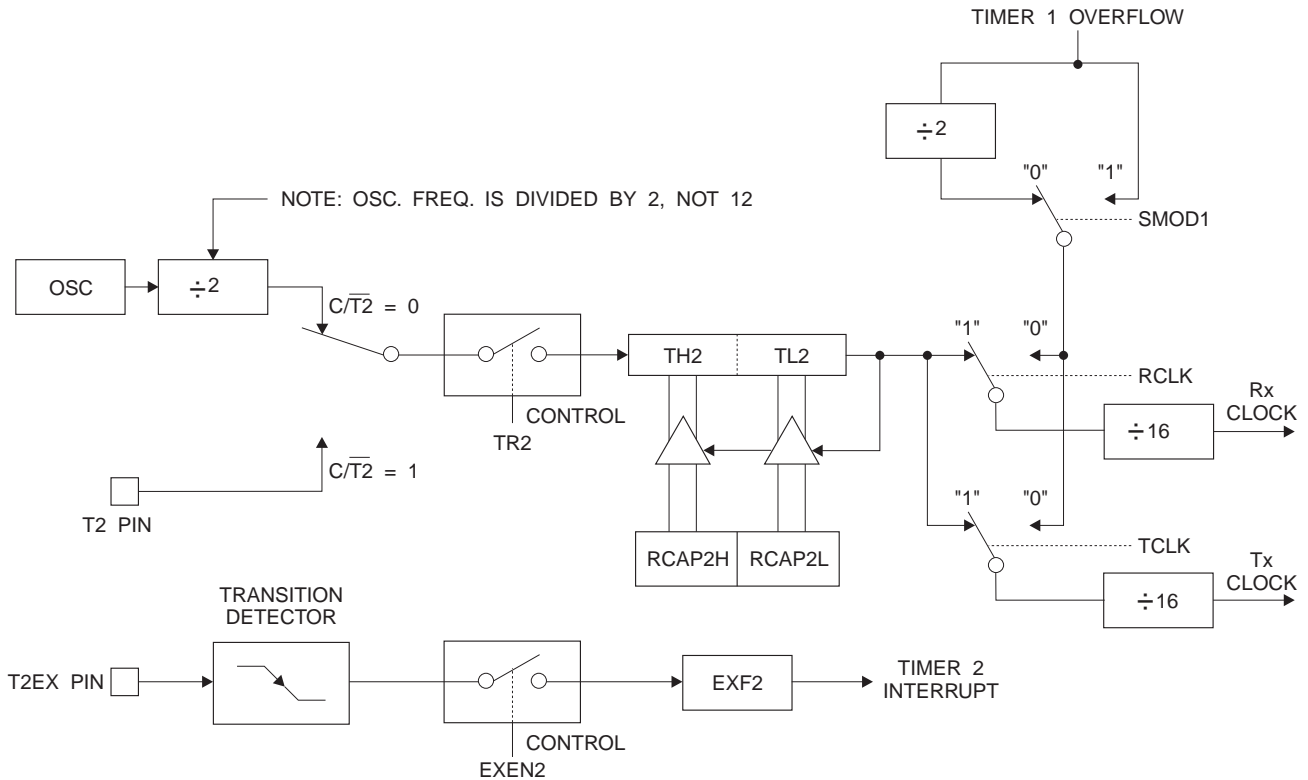 TIMER 1 OVERFLOW
÷2
"0" "1"
NOTE: OSC. FREQ. IS DIVIDED BY 2, NOT 12
SMOD1
OSC
÷2
C/T2̅ = 0
TH2 TL2
"1" "0"
RCLK
Rx
CLOCK
÷16
CONTROL
TR2
C/T2̅ = 1
T2 PIN
"1" "0"
RCAP2H RCAP2L
TCLK
Tx
CLOCK
÷16
TRANSITION
DETECTOR
T2EX PIN
EXF2
TIMER 2
INTERRUPT
CONTROL
EXEN2